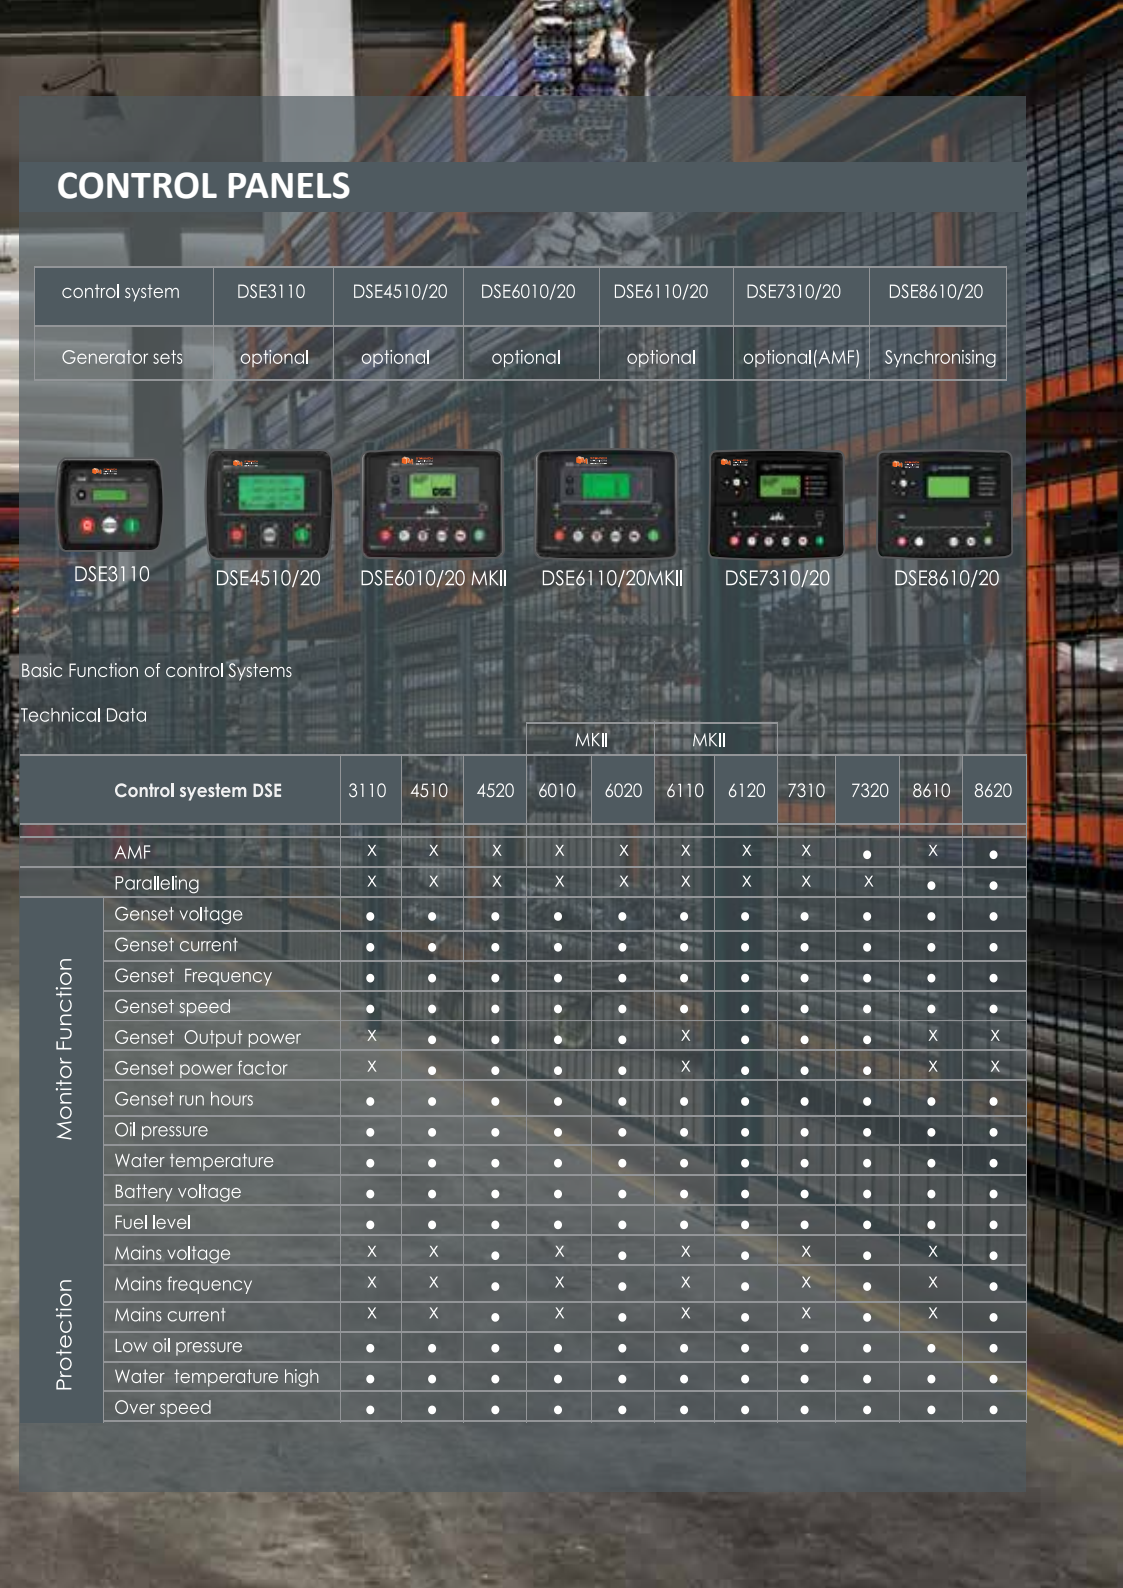 CONTROL PANELS
control system DSE3110 DSE4510/20 DSE6010/20 DSE6110/20 DSE7310/20 DSE8610/20
Generator sets optional optional optional optional optional(AMF) Synchronising
DSE
DSE3110 DSE4510/20 DSE6010/20 MKII DSE6110/20MKII DSE7310/20 DSE8610/20
Basic Function of control Systems
Technical Data
MKII MKII
Control syestem DSE 3110 4510 4520 6010 6020 6110 6120 7310 7320 8610 8620
AMF X X X X X X X X ● X ●
Paralleling X X X X X X X X X ● ●
Monitor Function
Genset voltage ● ● ● ● ● ● ● ● ● ● ●
Genset current ● ● ● ● ● ● ● ● ● ● ●
Genset Frequency ● ● ● ● ● ● ● ● ● ● ●
Genset speed ● ● ● ● ● ● ● ● ● ● ●
Genset Output power X ● ● ● ● X ● ● ● X X
Genset power factor X ● ● ● ● X ● ● ● X X
Genset run hours ● ● ● ● ● ● ● ● ● ● ●
Oil pressure ● ● ● ● ● ● ● ● ● ● ●
Water temperature ● ● ● ● ● ● ● ● ● ● ●
Battery voltage ● ● ● ● ● ● ● ● ● ● ●
Fuel level ● ● ● ● ● ● ● ● ● ● ●
Mains voltage X X ● X ● X ● X ● X ●
Protection
Mains frequency X X ● X ● X ● X ● X ●
Mains current X X ● X ● X ● X ● X ●
Low oil pressure ● ● ● ● ● ● ● ● ● ● ●
Water temperature high ● ● ● ● ● ● ● ● ● ● ●
Over speed ● ● ● ● ● ● ● ● ● ● ●